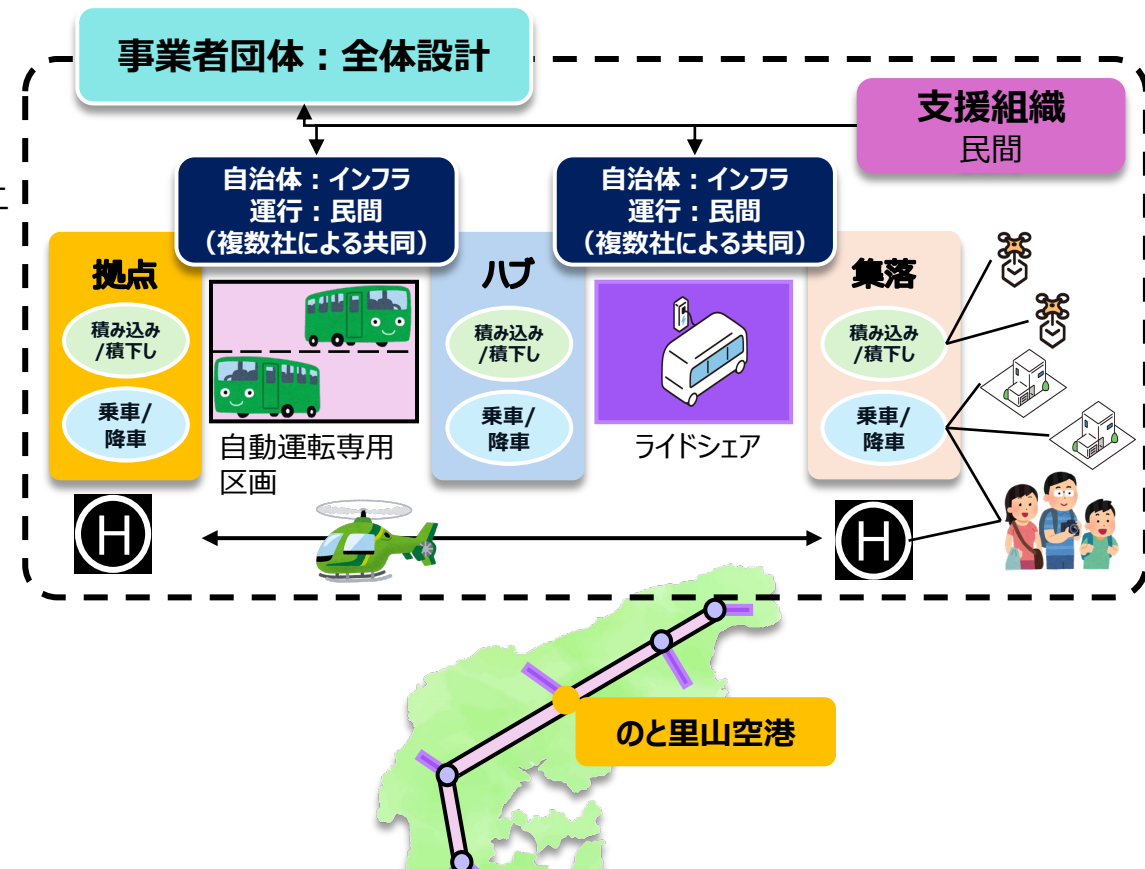 事業者団体：全体設計
支援組織
民間
自治体：インフラ
運行：民間
（複数社による共同）
自治体：インフラ
運行：民間
（複数社による共同）
拠点
積み込み
/積下し
乗車/
降車
自動運転専用
区画
ハブ
積み込み
/積下し
乗車/
降車
ライドシェア
集落
積み込み
/積下し
乗車/
降車
H
H
のと里山空港